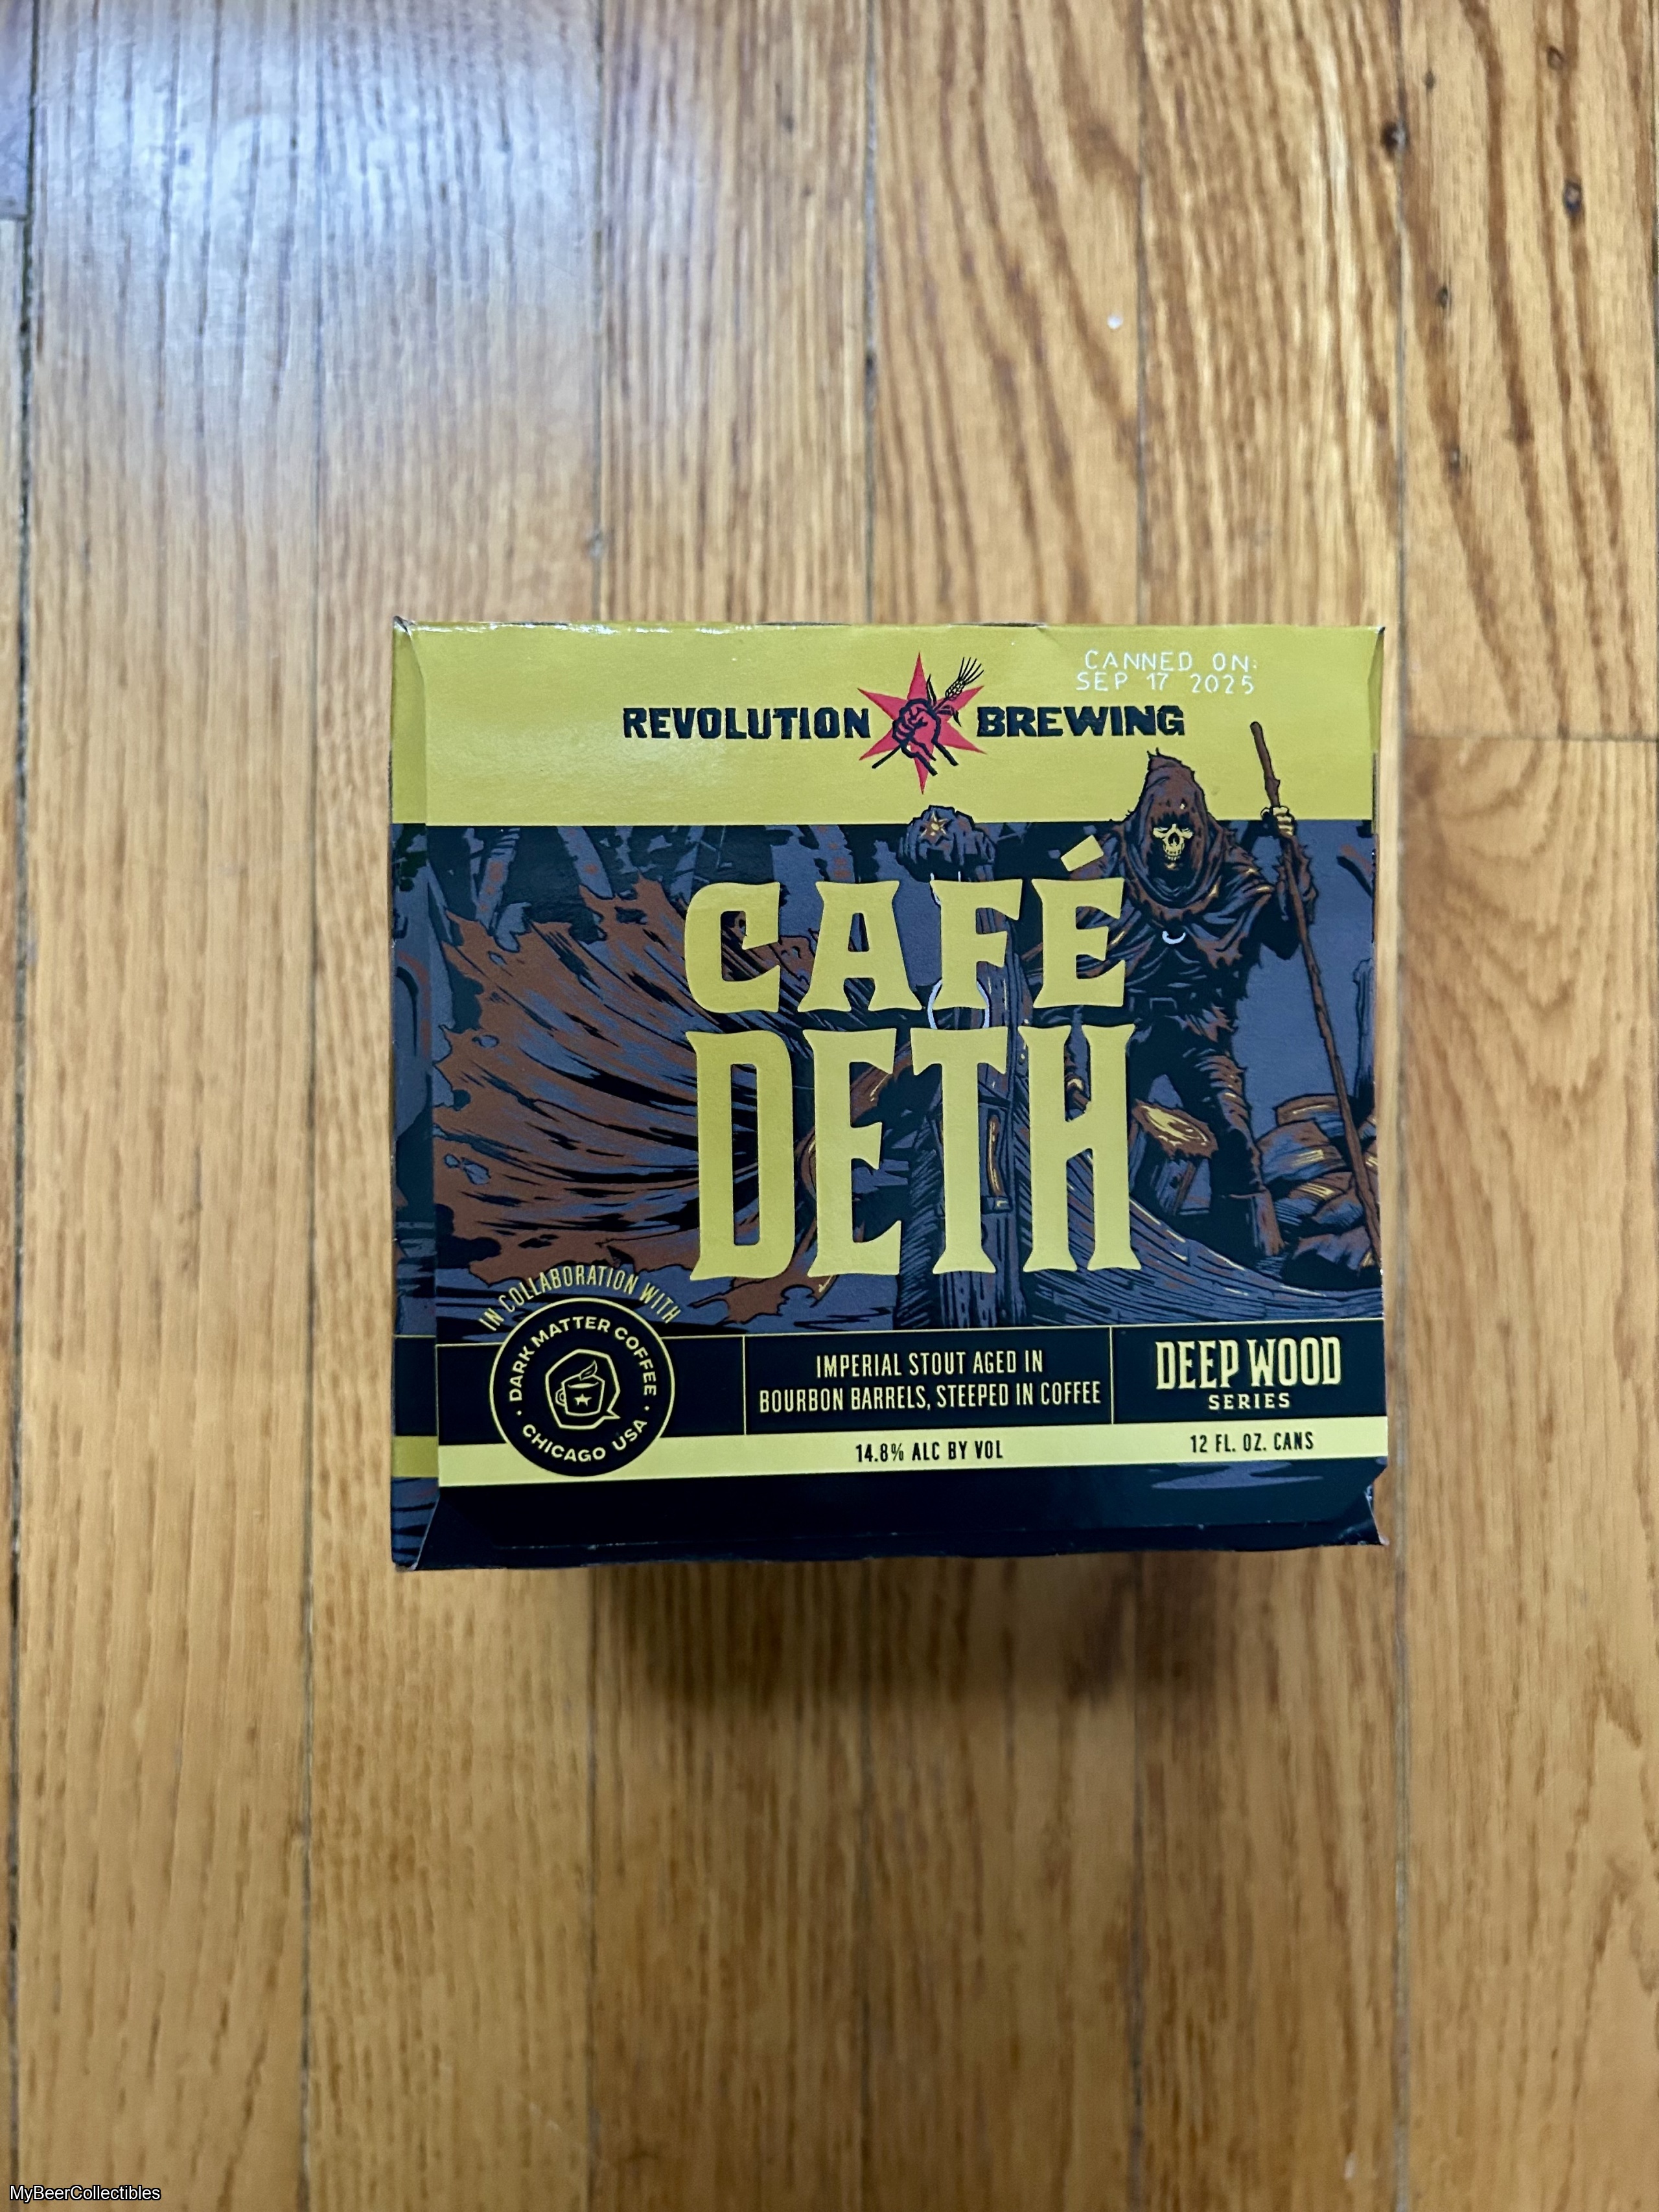 CANNED ON:
SEP 17 2025
REVOLUTION BREWING
CAFÉ
DETH
IN COLLABORATION WITH
DARK MATTER COFFEE
CHICAGO USA
IMPERIAL STOUT AGED IN
BOURBON BARRELS, STEEPED IN COFFEE
DEEP WOOD
SERIES
14.8% ALC BY VOL
12 FL. OZ. CANS
MyBeerCollectibles